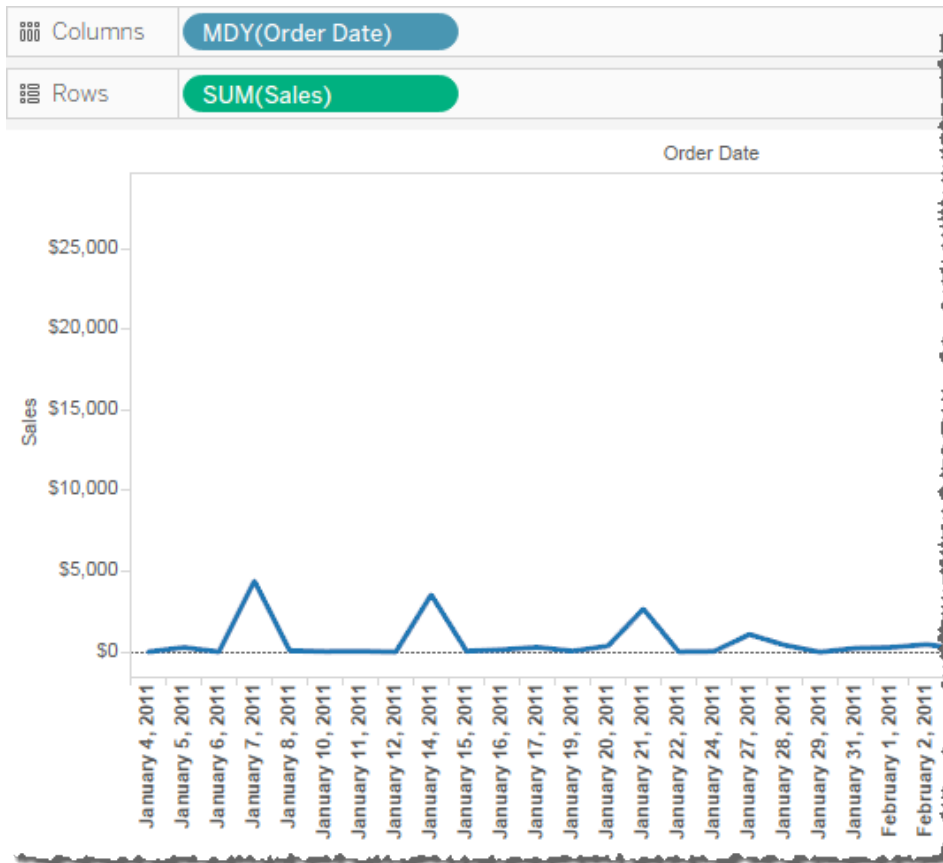 Columns
MDY(Order Date)
Rows
SUM(Sales)
Order Date
Sales
$25,000
$20,000
$15,000
$10,000
$5,000
$0
January 4, 2011
January 5, 2011
January 6, 2011
January 7, 2011
January 8, 2011
January 10, 2011
January 11, 2011
January 12, 2011
January 14, 2011
January 15, 2011
January 16, 2011
January 17, 2011
January 19, 2011
January 20, 2011
January 21, 2011
January 22, 2011
January 24, 2011
January 27, 2011
January 28, 2011
January 29, 2011
January 31, 2011
February 1, 2011
February 2, 2011